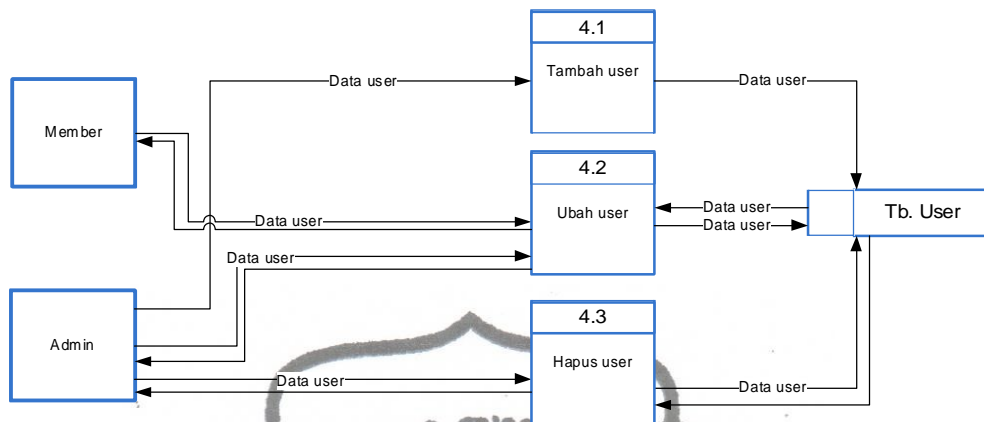 4.1
Tambah user
Data user
Data user
Member
4.2
Ubah user
Data user
Data user
Data user
Tb. User
Data user
Admin
4.3
Hapus user
Data user
Data user